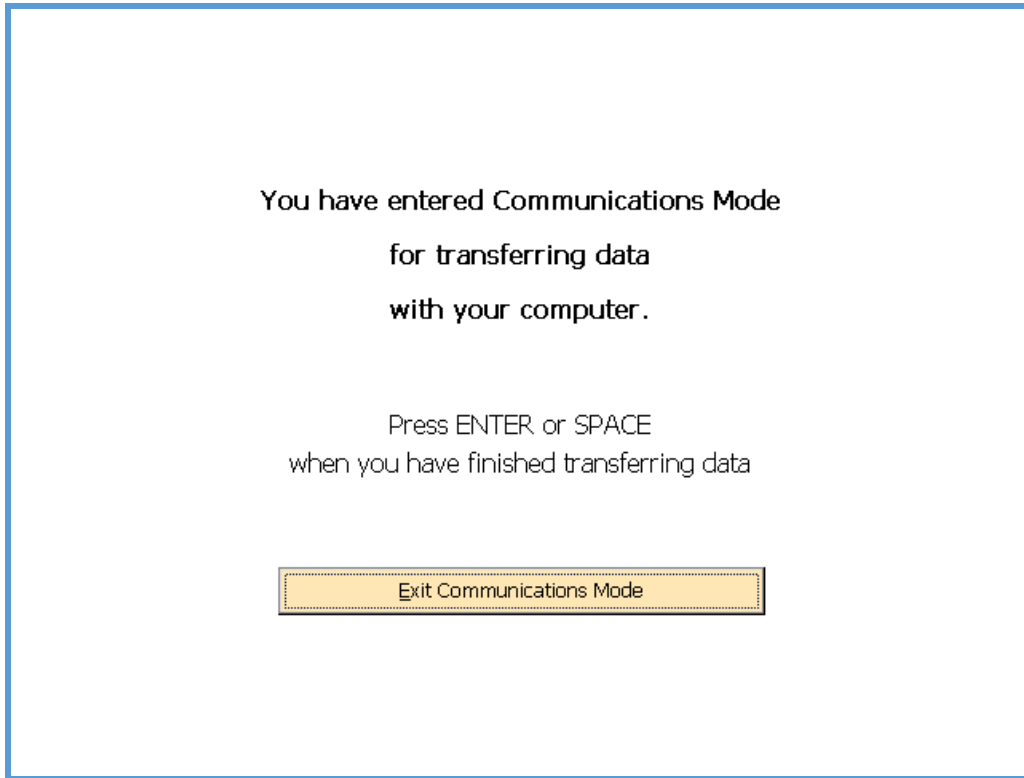 You have entered Communications Mode
for transferring data
with your computer.
Press ENTER or SPACE
when you have finished transferring data
Exit Communications Mode